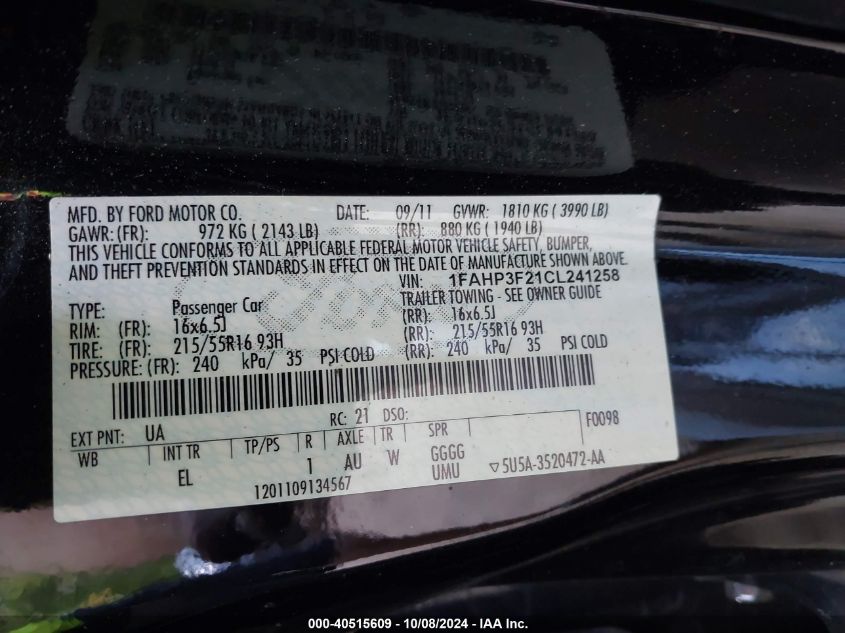 MFD. BY FORD MOTOR CO. DATE: 09/11 GVWR: 1810 KG ( 3990 LB)
GAWR: (FR): 972 KG ( 2143 LB) (RR): 880 KG ( 1940 LB)
THIS VEHICLE CONFORMS TO ALL APPLICABLE FEDERAL MOTOR VEHICLE SAFETY, BUMPER,
AND THEFT PREVENTION STANDARDS IN EFFECT ON THE DATE OF MANUFACTURE SHOWN ABOVE.
VIN: 1FAHP3F21CL241258
TYPE: Passenger Car TRAILER TOWING - SEE OWNER GUIDE
RIM: (FR): 16x6.5J (RR): 16x6.5J
TIRE: (FR): 215/55R16 93H (RR): 215/55R16 93H
PRESSURE: (FR): 240 kPa/ 35 PSI COLD (RR): 240 kPa/ 35 PSI COLD
EXT PNT: UA RC: 21 DSO: F0098
WB INT TR TP/PS R AXLE TR SPR
EL 1 AU W GGGG
UMU
1201109134567 ▽5U5A-3520472-AA
000-40515609 - 10/08/2024 - IAA Inc.